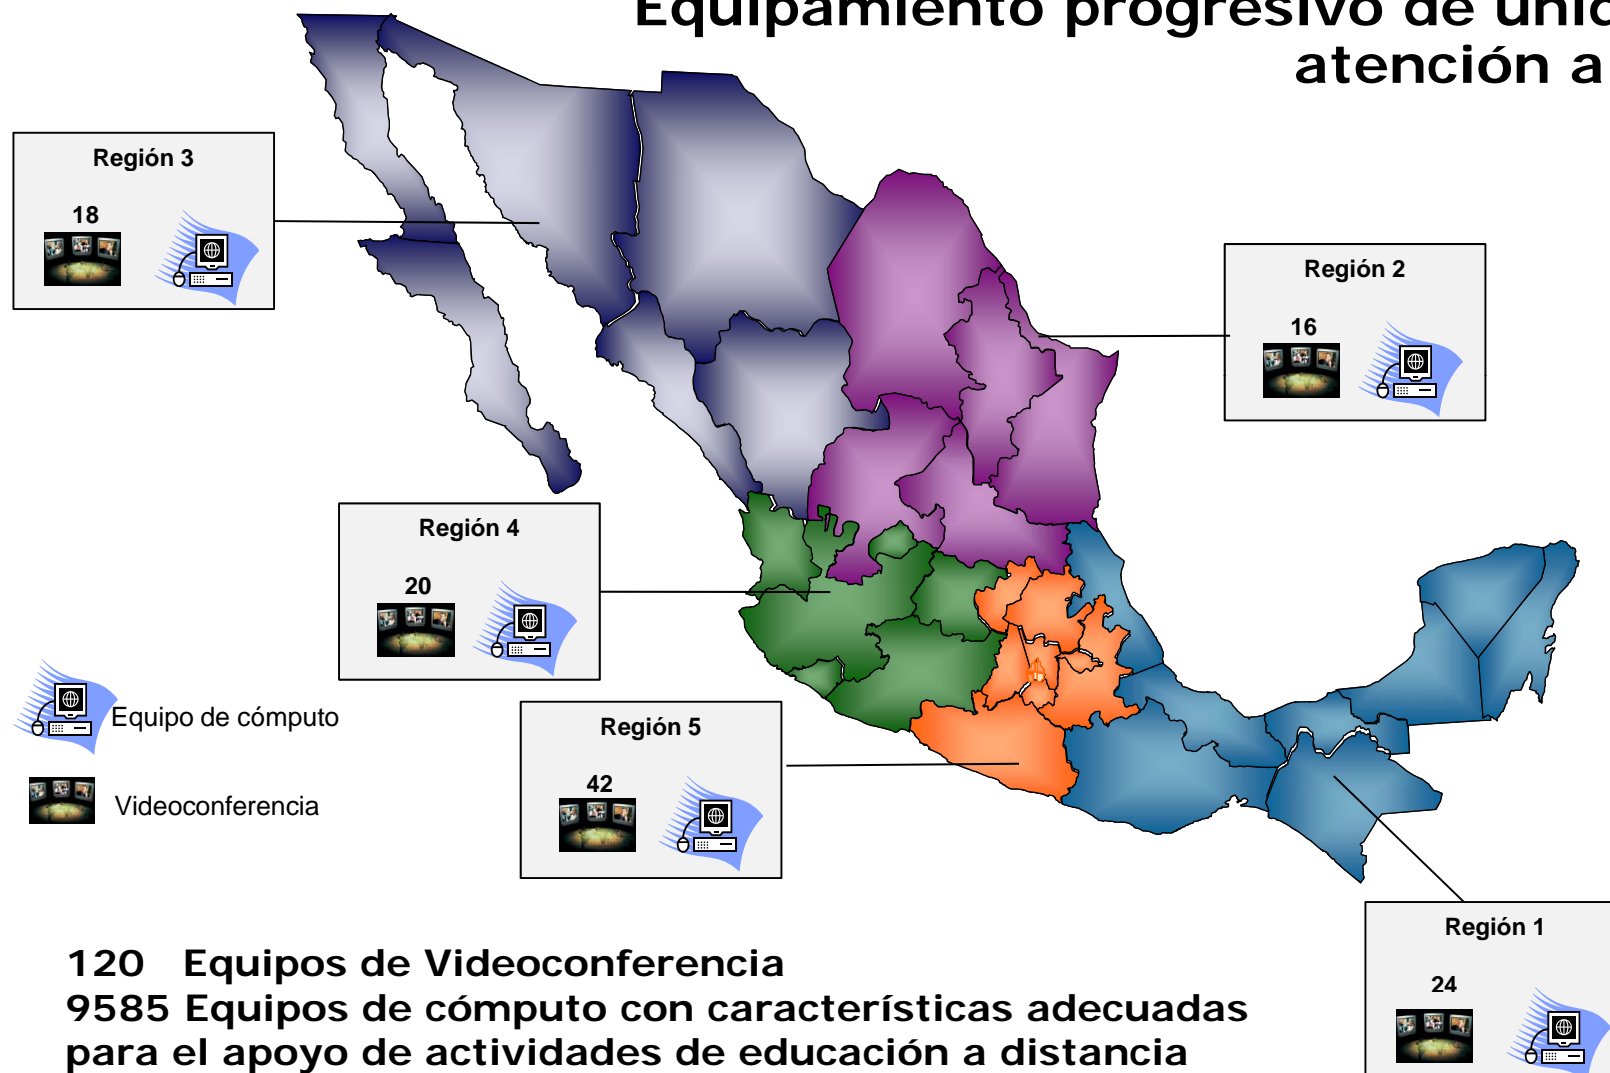 Equipamiento progresivo de
atención a
Región 3
18
Región 2
16
Región 4
20
Equipo de cómputo
Región 5
42
Videoconferencia
Región 1
24
120 Equipos de Videoconferencia
9585 Equipos de cómputo con características adecuadas
para el apoyo de actividades de educación a distancia